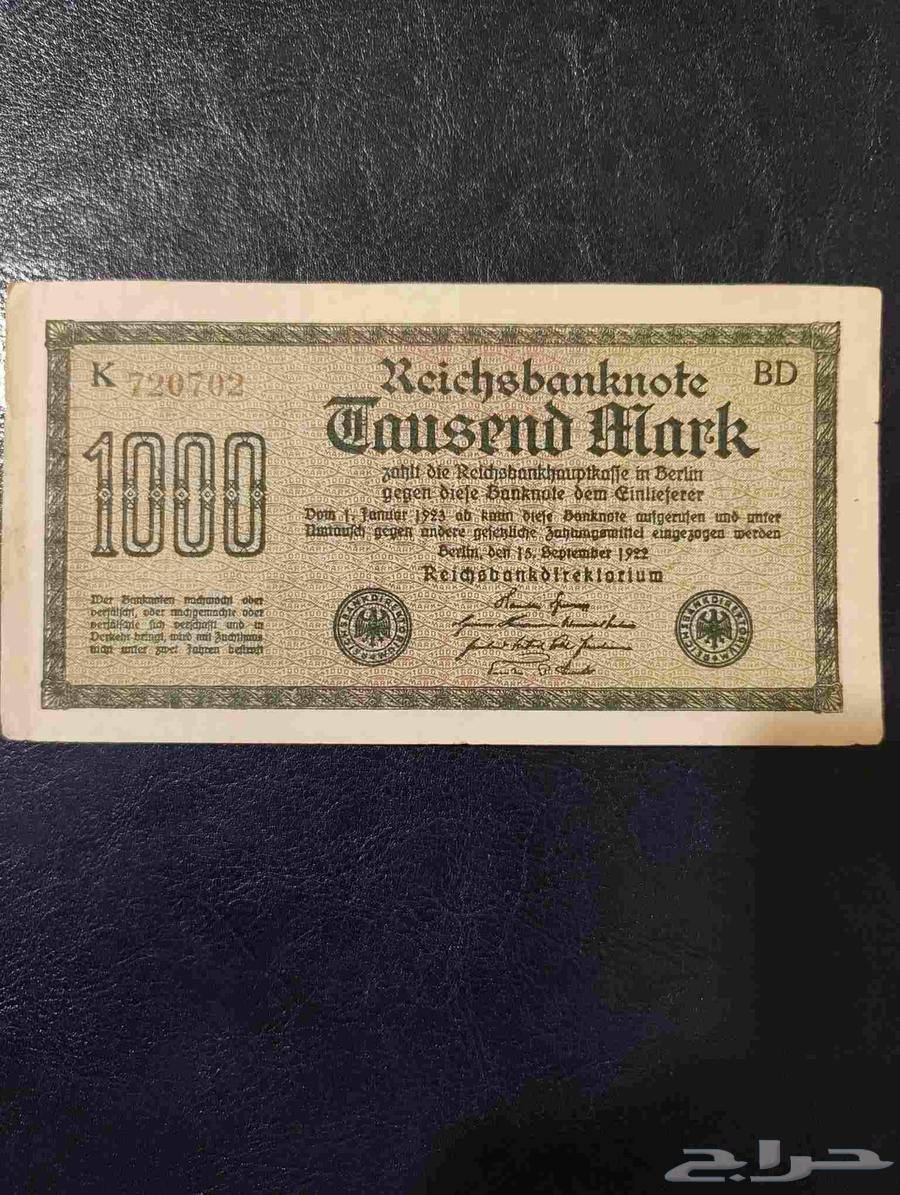 K 720702
BD
Reichsbanknote
Tausend Mark
1000
zahlt die Reichsbankhauptkasse in Berlin
gegen diese Banknote dem Einlieferer
Vom 1. Januar 1923 ab kann diese Banknote aufgerufen und unter
Umtausch gegen andere gesetzliche Zahlungsmittel eingezogen werden
Berlin, den 15. September 1922
Reichsbankdirektorium
Wer Banknoten nachmacht oder
verfälscht, oder nachgemachte oder
verfälschte sich verschafft und in
Verkehr bringt, wird mit Zuchthaus
nicht unter zwei Jahren bestraft
REICHSBANKDIREKTORIUM
REICHSBANKDIREKTORIUM
حراج